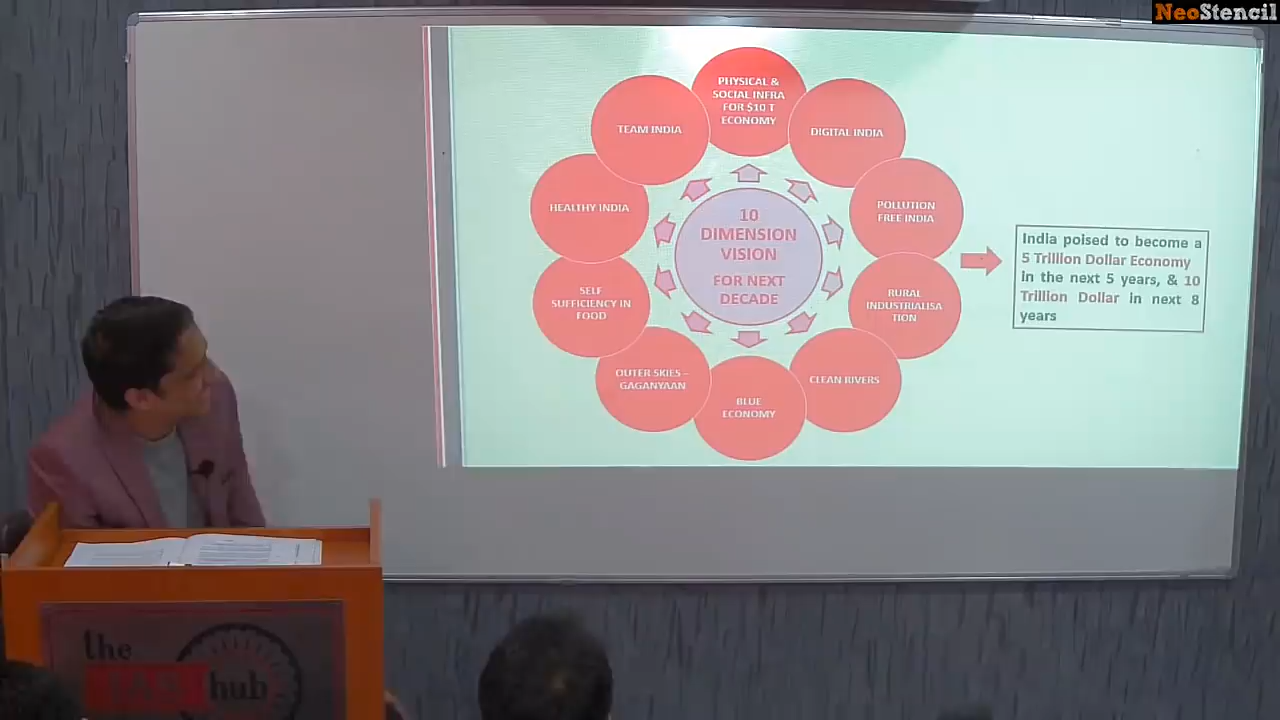 NeoStencil
PHYSICAL &
SOCIAL INFRA
FOR $10 T
ECONOMY
DIGITAL INDIA
POLLUTION
FREE INDIA
RURAL
INDUSTRIALISA
TION
CLEAN RIVERS
BLUE
ECONOMY
OUTER SKIES –
GAGANYAAN
SELF
SUFFICIENCY IN
FOOD
HEALTHY INDIA
TEAM INDIA
10
DIMENSION
VISION
FOR NEXT
DECADE
India poised to become a
5 Trillion Dollar Economy
in the next 5 years, & 10
Trillion Dollar in next 8
years
the
IAS hub